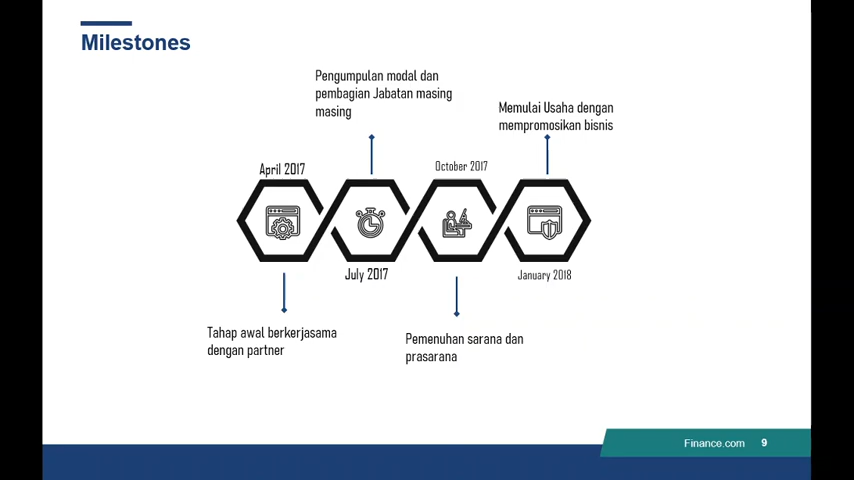 Milestones
Pengumpulan modal dan
pembagian Jabatan masing
masing
Memulai Usaha dengan
mempromosikan bisnis
April 2017
October 2017
July 2017
January 2018
Tahap awal berkerjasama
dengan partner
Pemenuhan sarana dan
prasarana
Finance.com 9